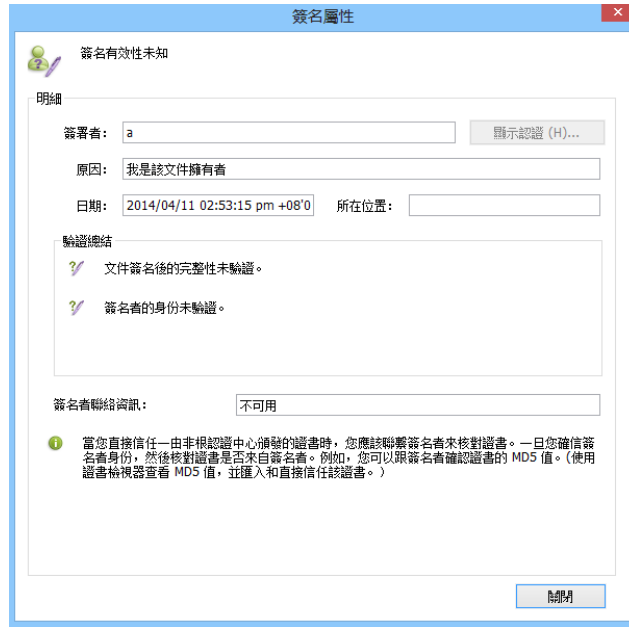 簽名屬性
簽名有效性未知
明細
簽署者：
a
顯示認證 (H)...
原因：
我是該文件擁有者
日期：
2014/04/11 02:53:15 pm +08'0
所在位置：
驗證總結
文件簽名後的完整性未驗證。
簽名者的身份未驗證。
簽名者聯絡資訊：
不可用
當您直接信任一由非根認證中心頒發的證書時，您應該聯繫簽名者來核對證書。一旦您確信簽
名者身份，然後核對證書是否來自簽名者。例如，您可以跟簽名者確認證書的 MD5 值。（使用
證書檢視器查看 MD5 值，並匯入和直接信任該證書。）
關閉